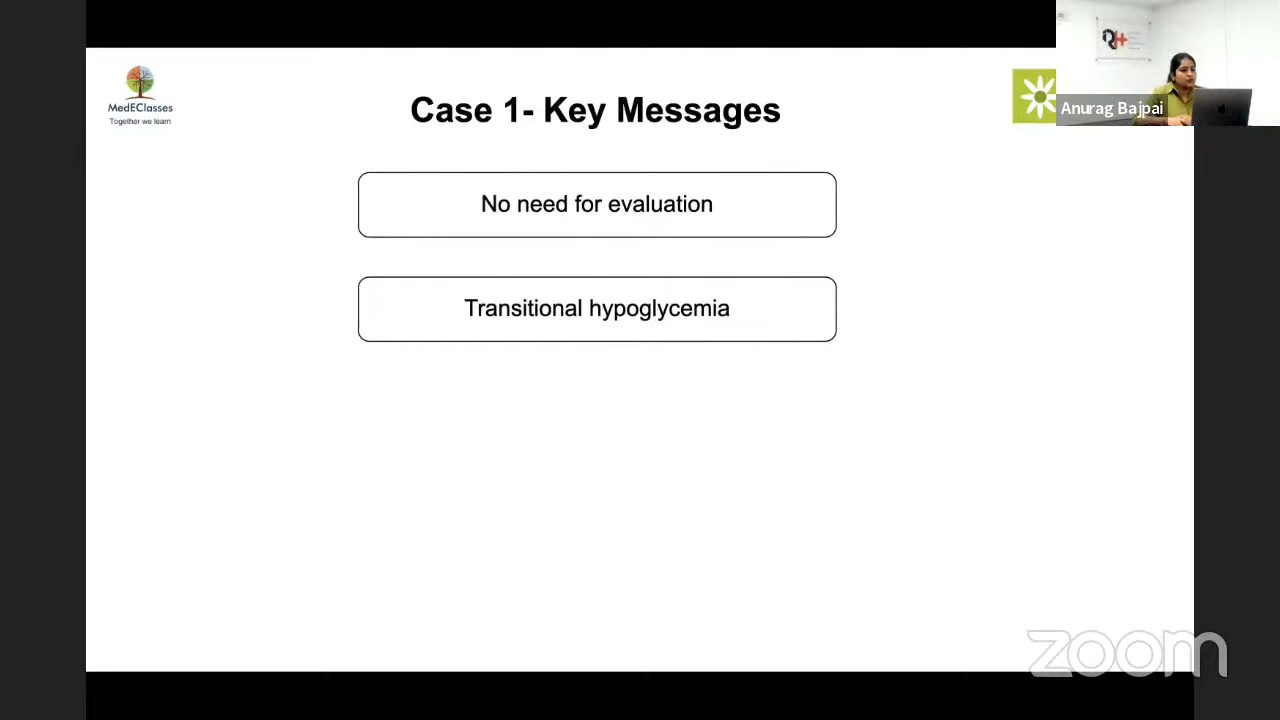 MedEClasses
Together we learn
Case 1- Key Messages
Anurag Bajpai
No need for evaluation
Transitional hypoglycemia
zoom